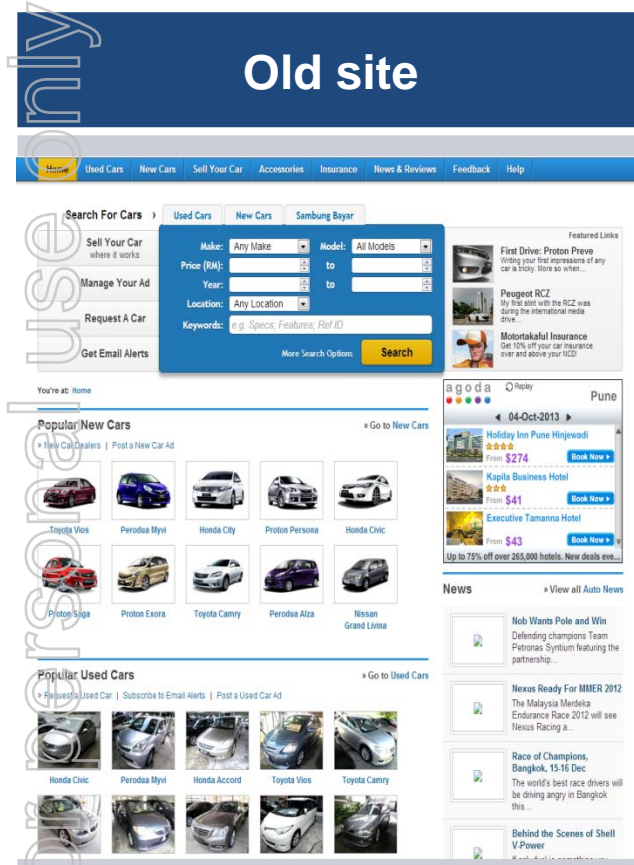 Old site
Home Used Cars New Cars Sell Your Car Accessories Insurance News & Reviews Feedback Help
Search For Cars › Used Cars New Cars Sambung Bayar
Sell Your Car
where it works
Manage Your Ad
Request A Car
Get Email Alerts
Make: Any Make Model: All Models
Price (RM): to
Year: to
Location: Any Location
Keywords: e.g. Specs, Features, Ref ID
More Search Options Search
Featured Links
First Drive: Proton Preve
Writing your first impressions of any
car is tricky. More so when...
Peugeot RCZ
My first stint with the RCZ was
during the international media
drive...
Motortakaful Insurance
Get 10% off your car insurance
over and above your NCD!
You're at: Home
Popular New Cars » Go to New Cars
» New Car Dealers | Post a New Car Ad
Toyota Vios Perodua Myvi Honda City Proton Persona Honda Civic
Proton Saga Proton Exora Toyota Camry Perodua Alza Nissan
Grand Livina
Popular Used Cars » Go to Used Cars
» Request a Used Car | Subscribe to Email Alerts | Post a Used Car Ad
Honda Civic Perodua Myvi Honda Accord Toyota Vios Toyota Camry
agoda Replay
Pune
04-Oct-2013
Holiday Inn Pune Hinjewadi
From $274 Book Now
Kapila Business Hotel
From $41 Book Now
Executive Tamanna Hotel
From $43 Book Now
Up to 75% off over 265,000 hotels. New deals eve...
News » View all Auto News
Nob Wants Pole and Win
Defending champions Team
Petronas Syntium featuring the
partnership...
Nexus Ready For MMER 2012
The Malaysia Merdeka
Endurance Race 2012 will see
Nexus Racing a...
Race of Champions,
Bangkok, 15-16 Dec
The world's best race drivers will
be driving angry in Bangkok
this...
Behind the Scenes of Shell
V-Power
or personal use only